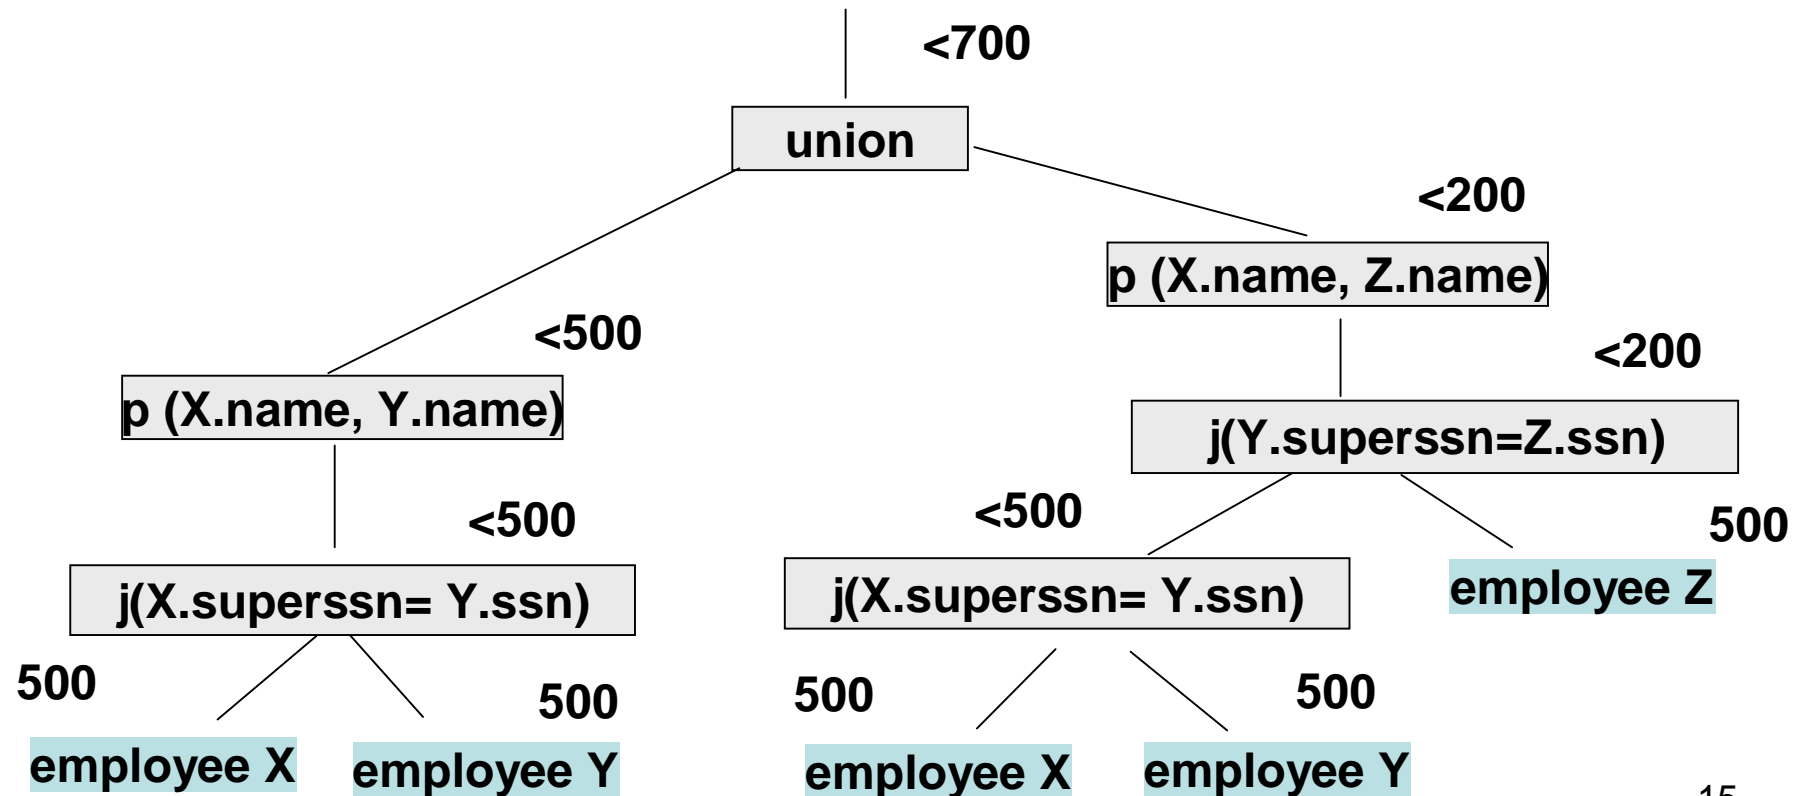 <700
union
<200
p (X.name, Z.name)
<500
<200
p (X.name, Y.name)
j(Y.superssn=Z.ssn)
<500
<500
500
j(X.superssn= Y.ssn)
j(X.superssn= Y.ssn)
employee Z
500
500
500
500
employee X
employee Y
employee X
employee Y
15